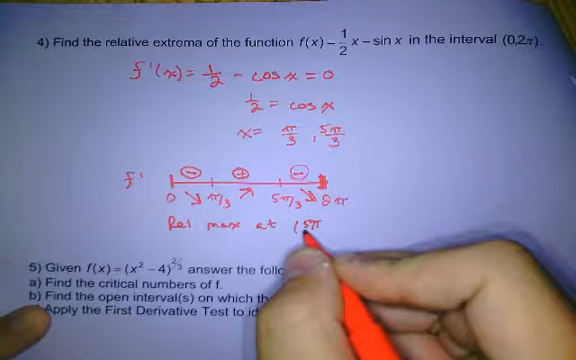 4) Find the relative extrema of the function f(x) = 1/2 x − sin x in the interval (0,2π).
f'(x) = 1/2 − cos x = 0
1/2 = cos x
x = π/3 , 5π/3
f' ⊖ ⊕ ⊖
0 ↘ π/3 ↗ 5π/3 ↘ 2π
Rel max at (5π
5) Given f(x) = (x² − 4)^(2/3) answer the follo
a) Find the critical numbers of f.
b) Find the open interval(s) on which th
Apply the First Derivative Test to id